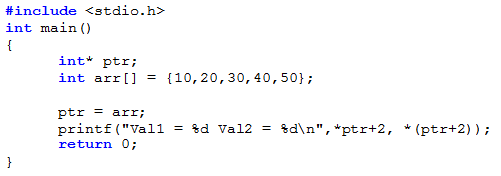 #include <stdio.h>
int main()
{
int* ptr;
int arr[] = {10,20,30,40,50};
ptr = arr;
printf("Val1 = %d Val2 = %d\n",*ptr+2, *(ptr+2));
return 0;
}